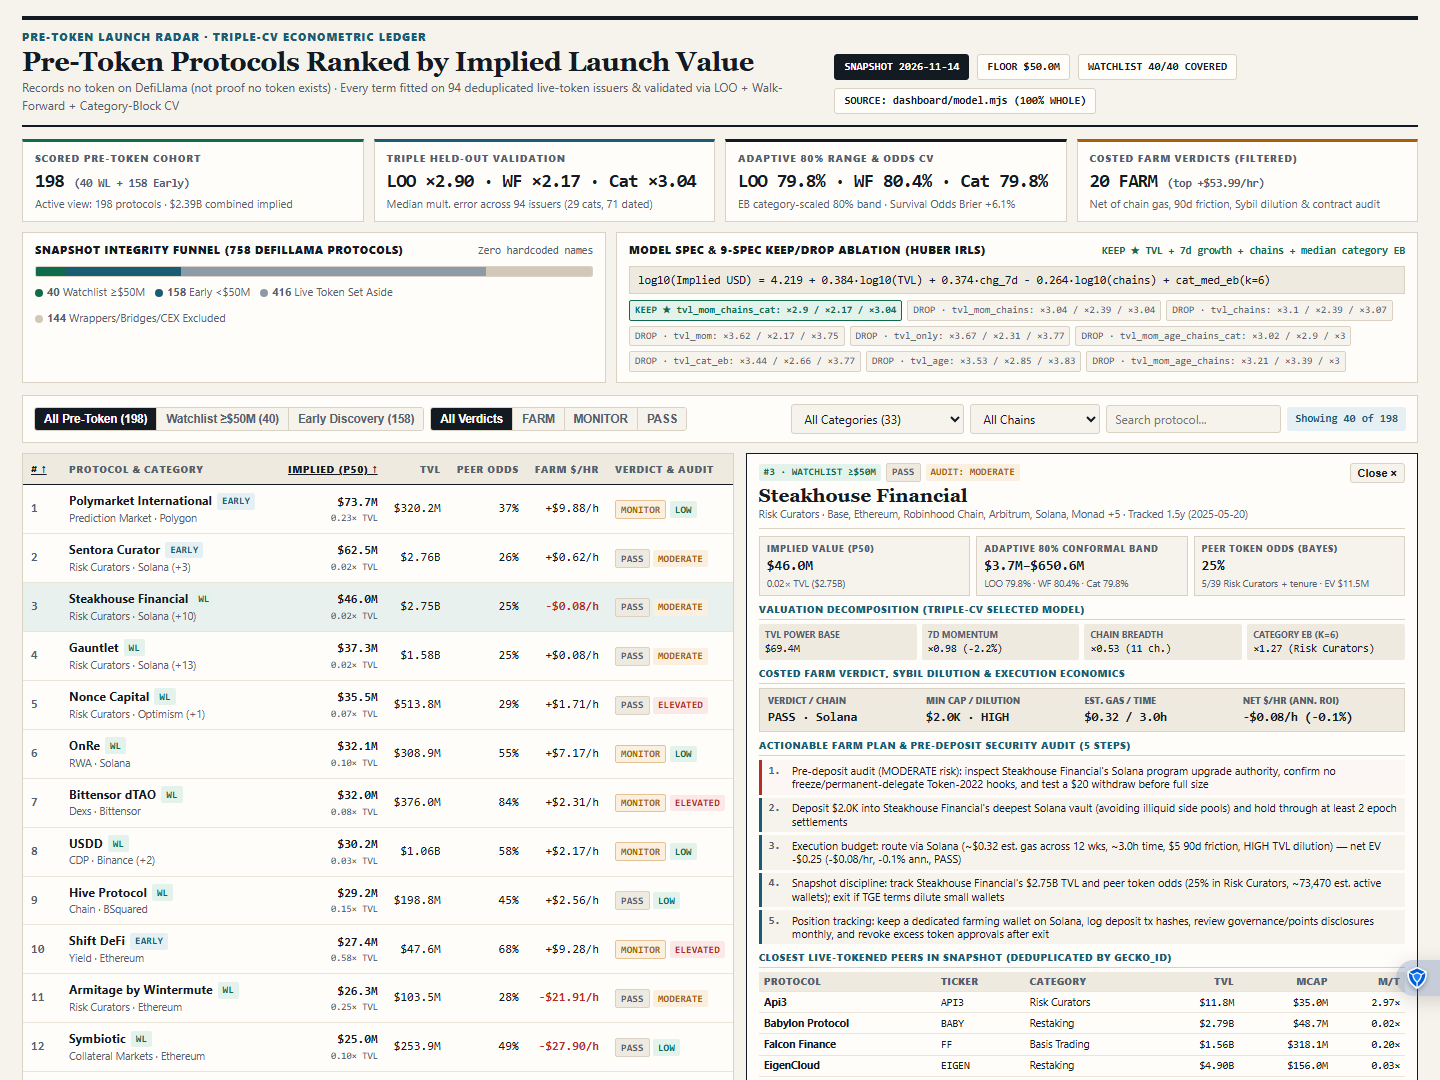 PRE-TOKEN LAUNCH RADAR · TRIPLE-CV ECONOMETRIC LEDGER
Pre-Token Protocols Ranked by Implied Launch Value
Records no token on DefiLlama (not proof no token exists) · Every term fitted on 94 deduplicated live-token issuers & validated via LOO + Walk-
Forward + Category-Block CV
SNAPSHOT 2026-11-14
FLOOR $50.0M
WATCHLIST 40/40 COVERED
SOURCE: dashboard/model.mjs (100% WHOLE)
SCORED PRE-TOKEN COHORT
198 (40 WL + 158 Early)
Active view: 198 protocols · $2.39B combined implied
TRIPLE HELD-OUT VALIDATION
LOO ×2.90 · WF ×2.17 · Cat ×3.04
Median mult. error across 94 issuers (29 cats, 71 dated)
ADAPTIVE 80% RANGE & ODDS CV
LOO 79.8% · WF 80.4% · Cat 79.8%
EB category-scaled 80% band · Survival Odds Brier +6.1%
COSTED FARM VERDICTS (FILTERED)
20 FARM (top +$53.99/hr)
Net of chain gas, 90d friction, Sybil dilution & contract audit
SNAPSHOT INTEGRITY FUNNEL (758 DEFILLAMA PROTOCOLS)
Zero hardcoded names
40 Watchlist ≥$50M
158 Early <$50M
416 Live Token Set Aside
144 Wrappers/Bridges/CEX Excluded
MODEL SPEC & 9-SPEC KEEP/DROP ABLATION (HUBER IRLS)
KEEP ★ TVL + 7d growth + chains + median category EB
log10(Implied USD) = 4.219 + 0.384·log10(TVL) + 0.374·chg_7d - 0.264·log10(chains) + cat_med_eb(k=6)
KEEP ★ tvl_mom_chains_cat: ×2.9 / ×2.17 / ×3.04
DROP · tvl_mom_chains: ×3.04 / ×2.39 / ×3.04
DROP · tvl_chains: ×3.1 / ×2.39 / ×3.07
DROP · tvl_mom: ×3.62 / ×2.17 / ×3.75
DROP · tvl_only: ×3.67 / ×2.31 / ×3.77
DROP · tvl_mom_age_chains_cat: ×3.02 / ×2.9 / ×3
DROP · tvl_cat_eb: ×3.44 / ×2.66 / ×3.77
DROP · tvl_age: ×3.53 / ×2.85 / ×3.83
DROP · tvl_mom_age_chains: ×3.21 / ×3.39 / ×3
All Pre-Token (198)
Watchlist ≥$50M (40)
Early Discovery (158)
All Verdicts
FARM
MONITOR
PASS
All Categories (33)
All Chains
Search protocol...
Showing 40 of 198
# ↑ PROTOCOL & CATEGORY IMPLIED (P50) ↑ TVL PEER ODDS FARM $/HR VERDICT & AUDIT
1 Polymarket International EARLY $73.7M $320.2M 37% +$9.88/h MONITOR LOW
Prediction Market · Polygon 0.23× TVL
2 Sentora Curator EARLY $62.5M $2.76B 26% +$0.62/h PASS MODERATE
Risk Curators · Solana (+3) 0.02× TVL
3 Steakhouse Financial WL $46.0M $2.75B 25% -$0.08/h PASS MODERATE
Risk Curators · Solana (+10) 0.02× TVL
4 Gauntlet WL $37.3M $1.58B 25% +$0.08/h PASS MODERATE
Risk Curators · Solana (+13) 0.02× TVL
5 Nonce Capital WL $35.5M $513.8M 29% +$1.71/h PASS ELEVATED
Risk Curators · Optimism (+1) 0.07× TVL
6 OnRe WL $32.1M $308.9M 55% +$7.17/h MONITOR LOW
RWA · Solana 0.10× TVL
7 Bittensor dTAO WL $32.0M $376.0M 84% +$2.31/h MONITOR ELEVATED
Dexs · Bittensor 0.08× TVL
8 USDD WL $30.2M $1.06B 58% +$2.17/h MONITOR LOW
CDP · Binance (+2) 0.03× TVL
9 Hive Protocol WL $29.2M $198.8M 45% +$2.56/h PASS LOW
Chain · BSquared 0.15× TVL
10 Shift DeFi EARLY $27.4M $47.6M 68% +$9.28/h MONITOR ELEVATED
Yield · Ethereum 0.58× TVL
11 Armitage by Wintermute WL $26.3M $103.5M 28% -$21.91/h PASS MODERATE
Risk Curators · Ethereum 0.25× TVL
12 Symbiotic WL $25.0M $253.9M 49% -$27.90/h PASS LOW
Collateral Markets · Ethereum 0.10× TVL
#3 · WATCHLIST ≥$50M PASS AUDIT: MODERATE
Close ×
Steakhouse Financial
Risk Curators · Base, Ethereum, Robinhood Chain, Arbitrum, Solana, Monad +5 · Tracked 1.5y (2025-05-20)
IMPLIED VALUE (P50)
$46.0M
0.02× TVL ($2.75B)
ADAPTIVE 80% CONFORMAL BAND
$3.7M–$650.6M
LOO 79.8% · WF 80.4% · Cat 79.8%
PEER TOKEN ODDS (BAYES)
25%
5/39 Risk Curators + tenure · EV $11.5M
VALUATION DECOMPOSITION (TRIPLE-CV SELECTED MODEL)
TVL POWER BASE
$69.4M
7D MOMENTUM
×0.98 (-2.2%)
CHAIN BREADTH
×0.53 (11 ch.)
CATEGORY EB (K=6)
×1.27 (Risk Curators)
COSTED FARM VERDICT, SYBIL DILUTION & EXECUTION ECONOMICS
VERDICT / CHAIN
PASS · Solana
MIN CAP / DILUTION
$2.0K · HIGH
EST. GAS / TIME
$0.32 / 3.0h
NET $/HR (ANN. ROI)
-$0.08/h (-0.1%)
ACTIONABLE FARM PLAN & PRE-DEPOSIT SECURITY AUDIT (5 STEPS)
1. Pre-deposit audit (MODERATE risk): inspect Steakhouse Financial's Solana program upgrade authority, confirm no
freeze/permanent-delegate Token-2022 hooks, and test a $20 withdraw before full size
2. Deposit $2.0K into Steakhouse Financial's deepest Solana vault (avoiding illiquid side pools) and hold through at least 2 epoch
settlements
3. Execution budget: route via Solana (~$0.32 est. gas across 12 wks, ~3.0h time, $5 90d friction, HIGH TVL dilution) — net EV
-$0.25 (-$0.08/hr, -0.1% ann., PASS)
4. Snapshot discipline: track Steakhouse Financial's $2.75B TVL and peer token odds (25% in Risk Curators, ~73,470 est. active
wallets); exit if TGE terms dilute small wallets
5. Position tracking: keep a dedicated farming wallet on Solana, log deposit tx hashes, review governance/points disclosures
monthly, and revoke excess token approvals after exit
CLOSEST LIVE-TOKENED PEERS IN SNAPSHOT (DEDUPLICATED BY GECKO_ID)
PROTOCOL TICKER CATEGORY TVL MCAP M/T
Api3 API3 Risk Curators $11.8M $35.0M 2.97×
Babylon Protocol BABY Restaking $2.79B $48.7M 0.02×
Falcon Finance FF Basis Trading $1.56B $318.1M 0.20×
EigenCloud EIGEN Restaking $4.90B $156.0M 0.03×